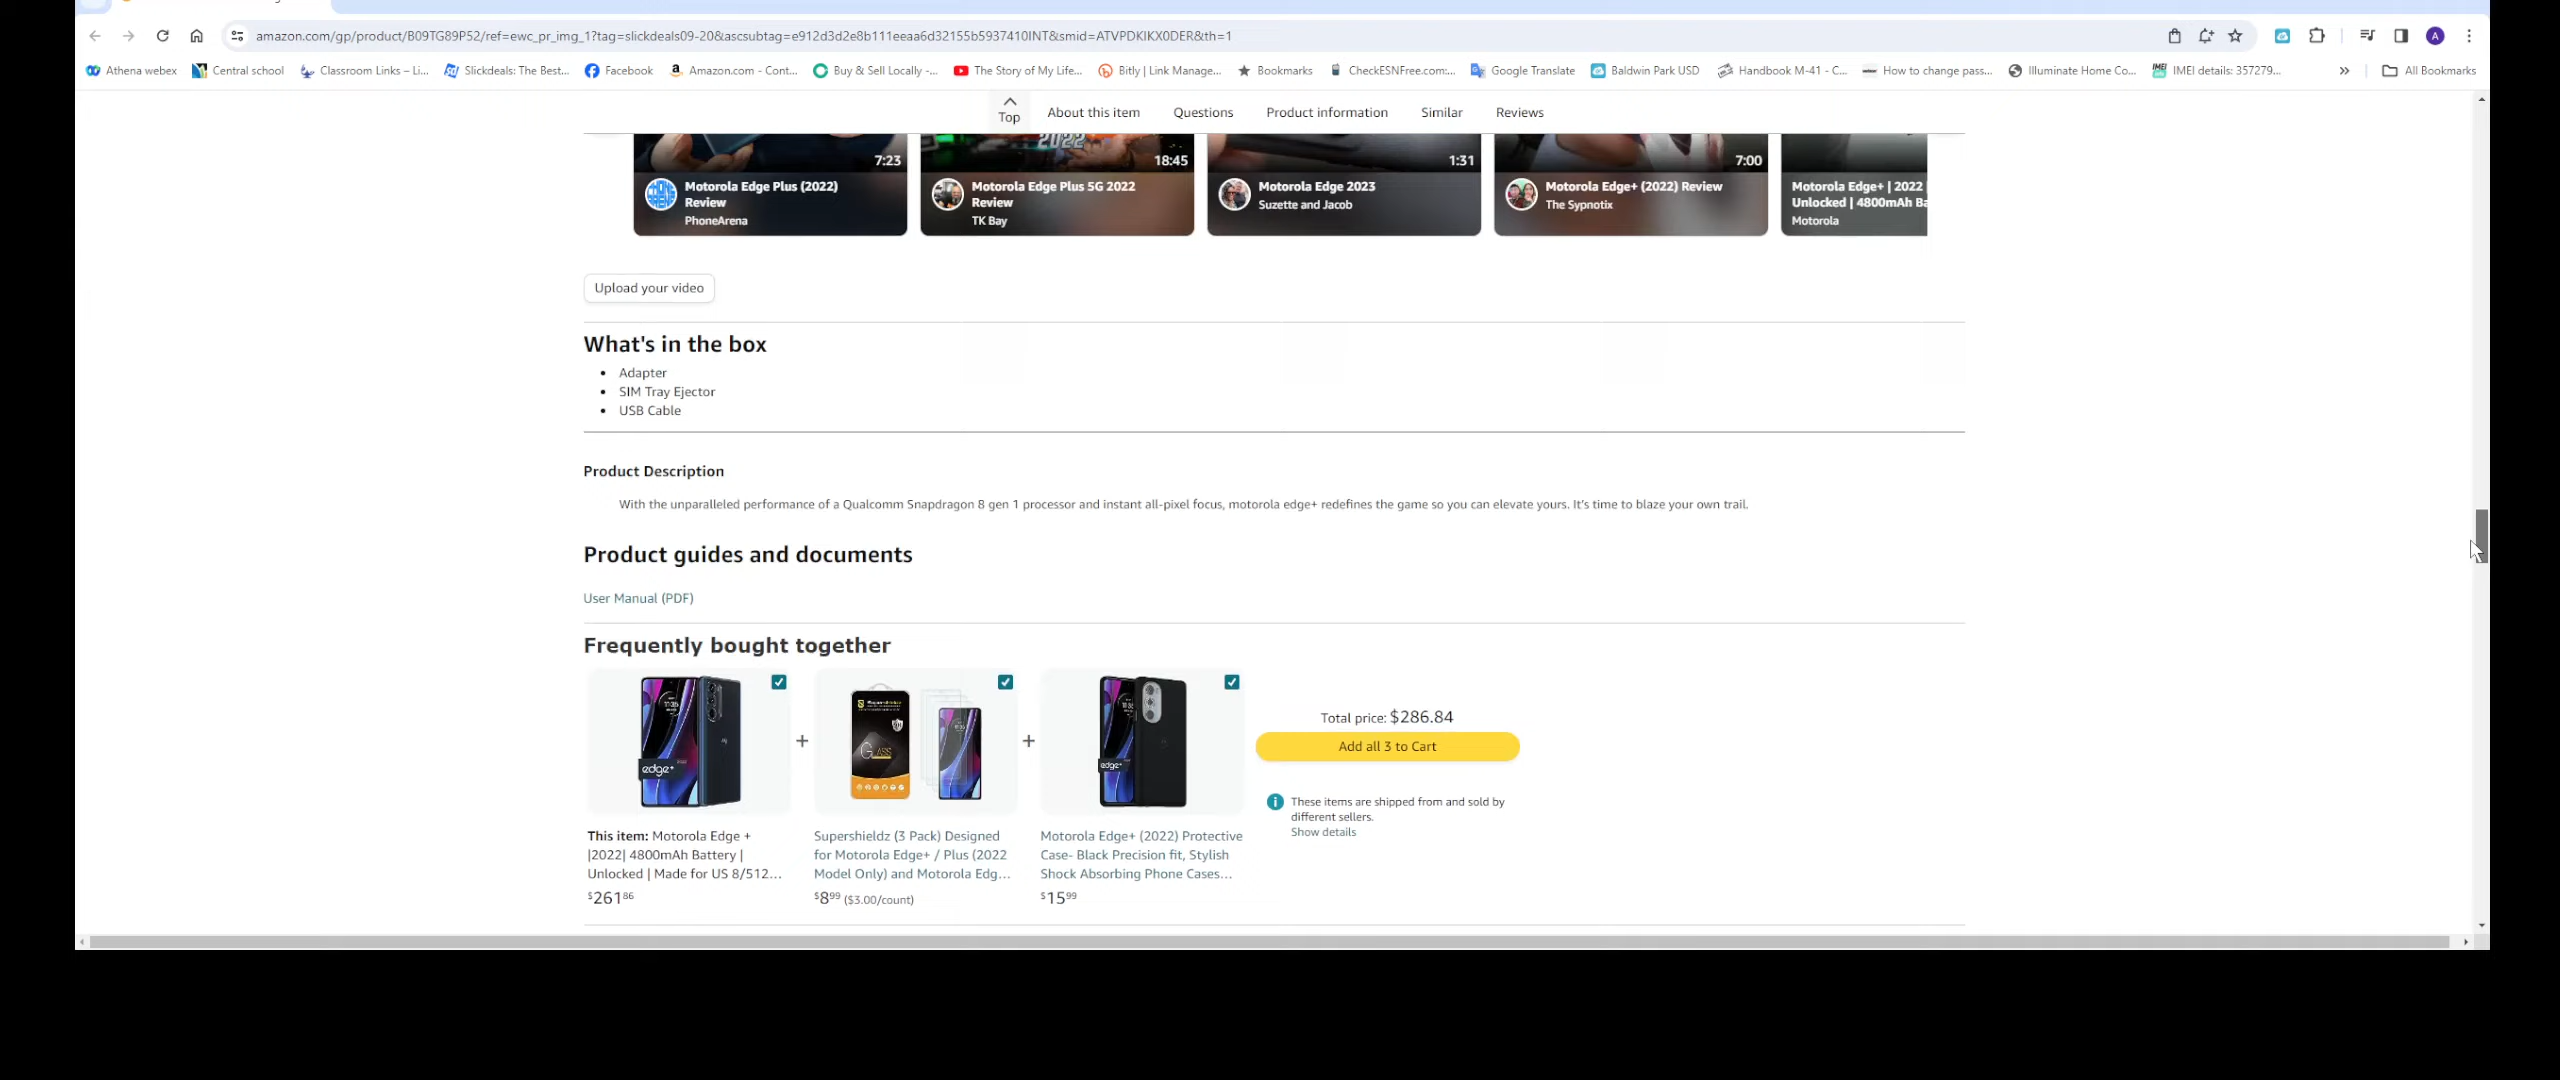 amazon.com/gp/product/B09TG89P52/ref=ewc_pr_img_1?tag=slickdeals09-20&ascsubtag=e912d3d2e8b111eeaa6d32155b5937410INT&smid=ATVPDKIKX0DER&th=1
A
Athena webex Central school Classroom Links – Li... Slickdeals: The Best... Facebook Amazon.com - Cont... Buy & Sell Locally -... The Story of My Life... Bitly | Link Manage... Bookmarks CheckESNFree.com:... Google Translate Baldwin Park USD Handbook M-41 - C... How to change pass... Illuminate Home Co... IMEI details: 357279... » All Bookmarks
Top About this item Questions Product information Similar Reviews
2022
7:23 18:45 1:31 7:00
Motorola Edge Plus (2022)
Review
PhoneArena
Motorola Edge Plus 5G 2022
Review
TK Bay
Motorola Edge 2023
Suzette and Jacob
Motorola Edge+ (2022) Review
The Sypnotix
Motorola Edge+ | 2022 |
Unlocked | 4800mAh Ba
Motorola
Upload your video
What's in the box
• Adapter
• SIM Tray Ejector
• USB Cable
Product Description
With the unparalleled performance of a Qualcomm Snapdragon 8 gen 1 processor and instant all-pixel focus, motorola edge+ redefines the game so you can elevate yours. It's time to blaze your own trail.
Product guides and documents
User Manual (PDF)
Frequently bought together
edge+
+
GLASS
+
edge+
This item: Motorola Edge +
|2022| 4800mAh Battery |
Unlocked | Made for US 8/512...
$261 86
Supershieldz (3 Pack) Designed
for Motorola Edge+ / Plus (2022
Model Only) and Motorola Edg...
$8 99 ($3.00/count)
Motorola Edge+ (2022) Protective
Case- Black Precision fit, Stylish
Shock Absorbing Phone Cases...
$15 99
Total price: $286.84
Add all 3 to Cart
These items are shipped from and sold by
different sellers.
Show details